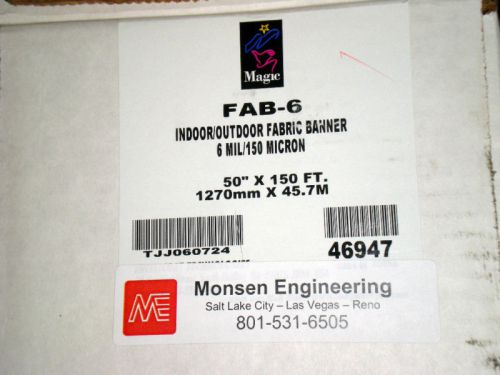 Magic
FAB-6
INDOOR/OUTDOOR FABRIC BANNER
6 MIL/150 MICRON
50" X 150 FT.
1270mm X 45.7M
TJJ060724
46947
ME
Monsen Engineering
Salt Lake City – Las Vegas – Reno
801-531-6505